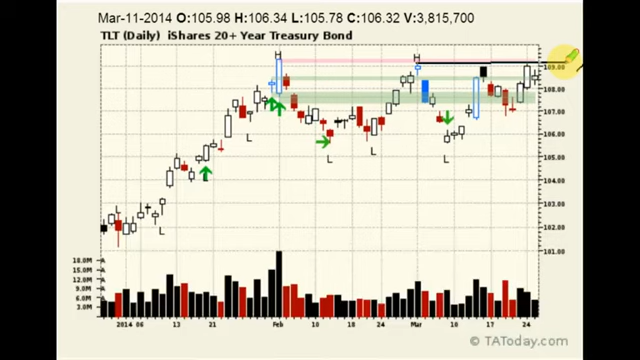 Mar-11-2014 O:105.98 H:106.34 L:105.78 C:106.32 V:3,815,700
TLT (Daily) iShares 20+ Year Treasury Bond
H
H
109.00
108.00
107.00
L
106.00
L
L
L
105.00
L
104.00
L
103.00
L
102.00
101.00
18.0M A
15.0M A
12.0M A
9.0M A
6.0M A
3.0M
2014 06 13 21 Feb 10 18 24 Mar 10 17 24
© TAToday.com